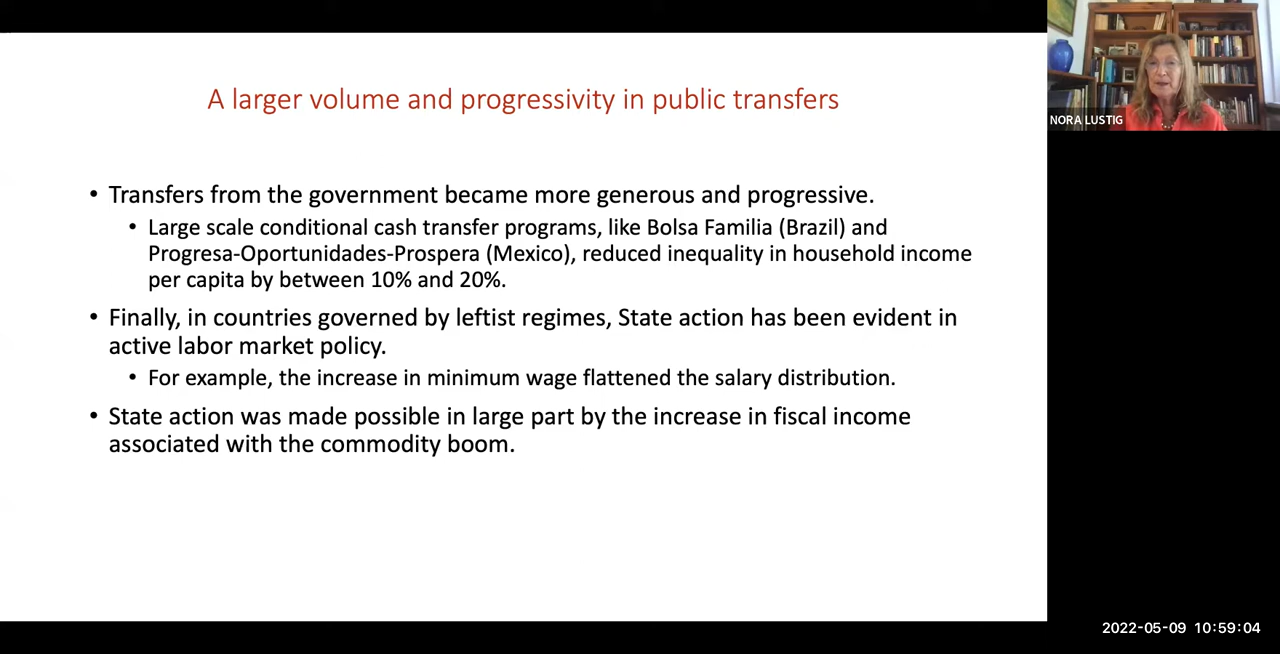 A larger volume and progressivity in public transfers
NORA LUSTIG
• Transfers from the government became more generous and progressive.
• Large scale conditional cash transfer programs, like Bolsa Familia (Brazil) and
Progresa-Oportunidades-Prospera (Mexico), reduced inequality in household income
per capita by between 10% and 20%.
• Finally, in countries governed by leftist regimes, State action has been evident in
active labor market policy.
• For example, the increase in minimum wage flattened the salary distribution.
• State action was made possible in large part by the increase in fiscal income
associated with the commodity boom.
2022-05-09 10:59:04